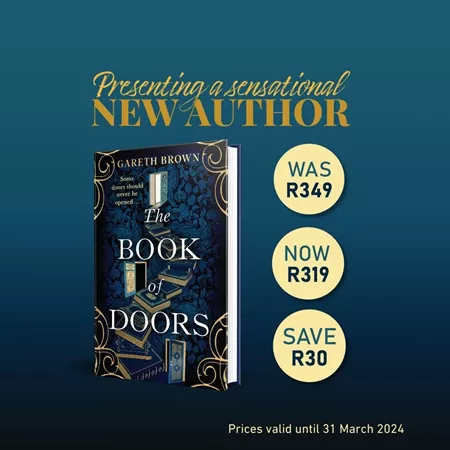 Presenting a sensational
NEW AUTHOR
GARETH BROWN
Some
doors should
never be
opened...
The
BOOK
of
DOORS
WAS
R349
NOW
R319
SAVE
R30
Prices valid until 31 March 2024